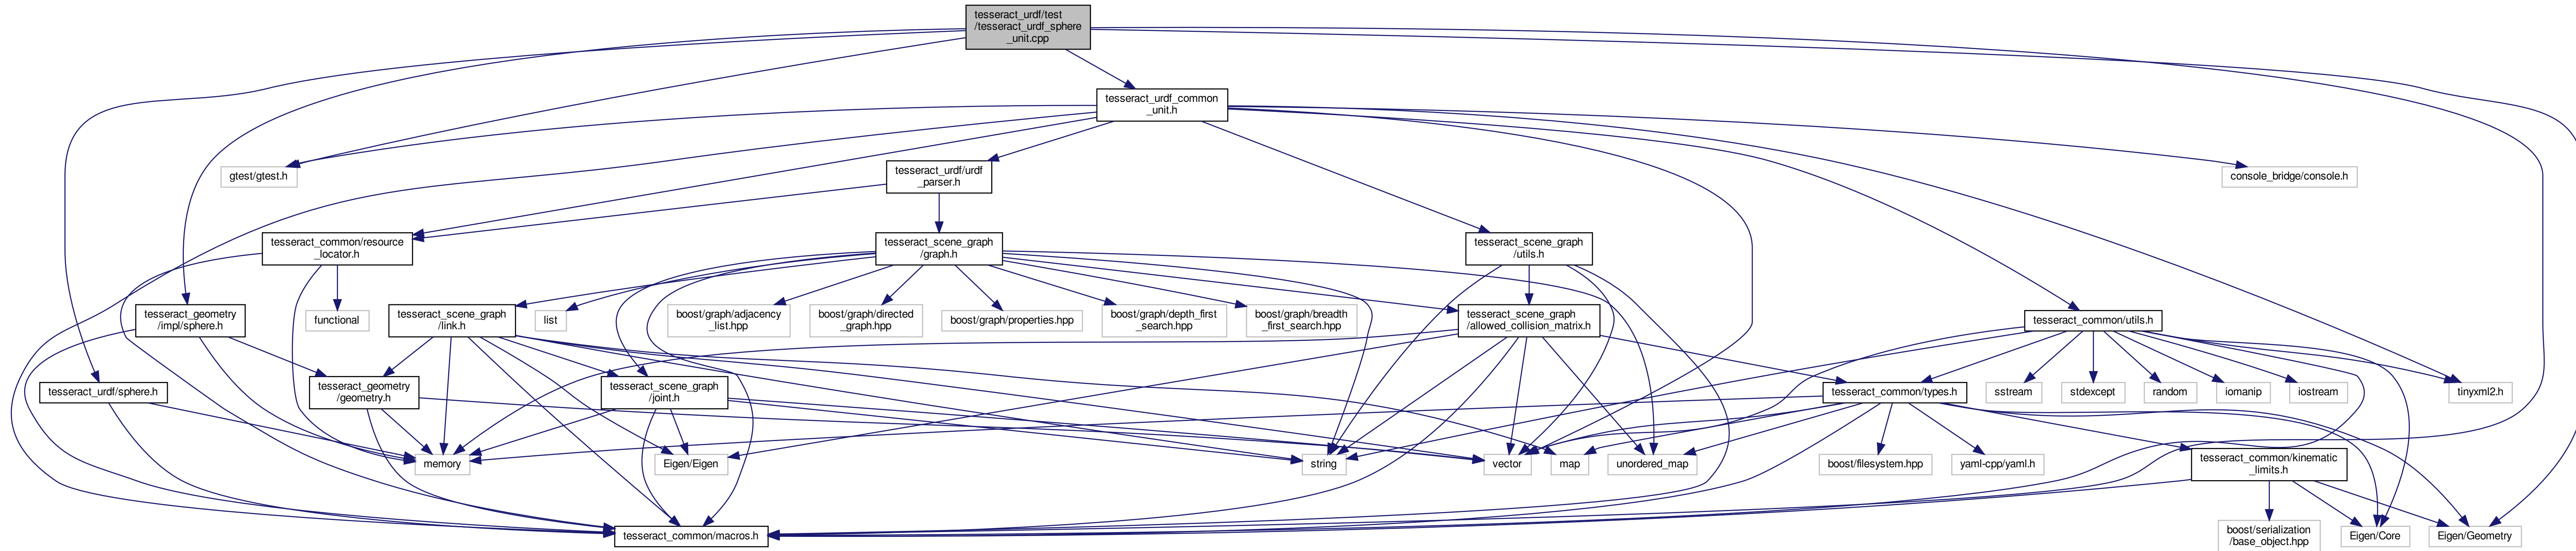 tesseract_urdf/test
/tesseract_urdf_sphere
_unit.cpp
tesseract_urdf_common
_unit.h
gtest/gtest.h
tesseract_urdf/urdf
_parser.h
console_bridge/console.h
tesseract_common/resource
_locator.h
tesseract_scene_graph
/graph.h
tesseract_scene_graph
/utils.h
tesseract_geometry
/impl/sphere.h
functional
tesseract_scene_graph
/link.h
list
boost/graph/adjacency
_list.hpp
boost/graph/directed
_graph.hpp
boost/graph/properties.hpp
boost/graph/depth_first
_search.hpp
boost/graph/breadth
_first_search.hpp
tesseract_scene_graph
/allowed_collision_matrix.h
tesseract_common/utils.h
tesseract_urdf/sphere.h
tesseract_geometry
/geometry.h
tesseract_scene_graph
/joint.h
tesseract_common/types.h
sstream
stdexcept
random
iomanip
iostream
tinyxml2.h
memory
Eigen/Eigen
string
vector
map
unordered_map
boost/filesystem.hpp
yaml-cpp/yaml.h
tesseract_common/kinematic
_limits.h
tesseract_common/macros.h
boost/serialization
/base_object.hpp
Eigen/Core
Eigen/Geometry